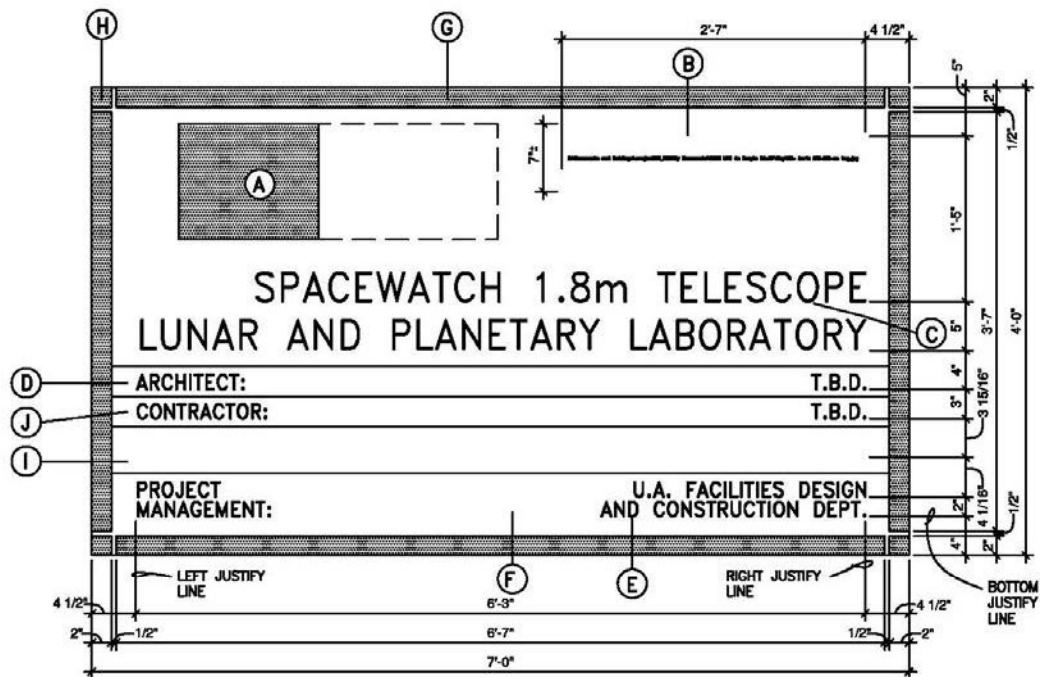 H
G
2'-7"
4 1/2"
B
5"
2"
1/2"
7"±
A
1'-5"
SPACEWATCH 1.8m TELESCOPE
LUNAR AND PLANETARY LABORATORY
C
5"
3'-7"
4'-0"
D
ARCHITECT: T.B.D.
4"
J
CONTRACTOR: T.B.D.
3"
3 15/16"
I
PROJECT
MANAGEMENT:
U.A. FACILITIES DESIGN
AND CONSTRUCTION DEPT.
4 1/16"
2"
1/2"
4"
2"
LEFT JUSTIFY
LINE
F
E
RIGHT JUSTIFY
LINE
BOTTOM
JUSTIFY
LINE
4 1/2"
6'-3"
4 1/2"
2"
1/2"
6'-7"
1/2"
2"
7'-0"